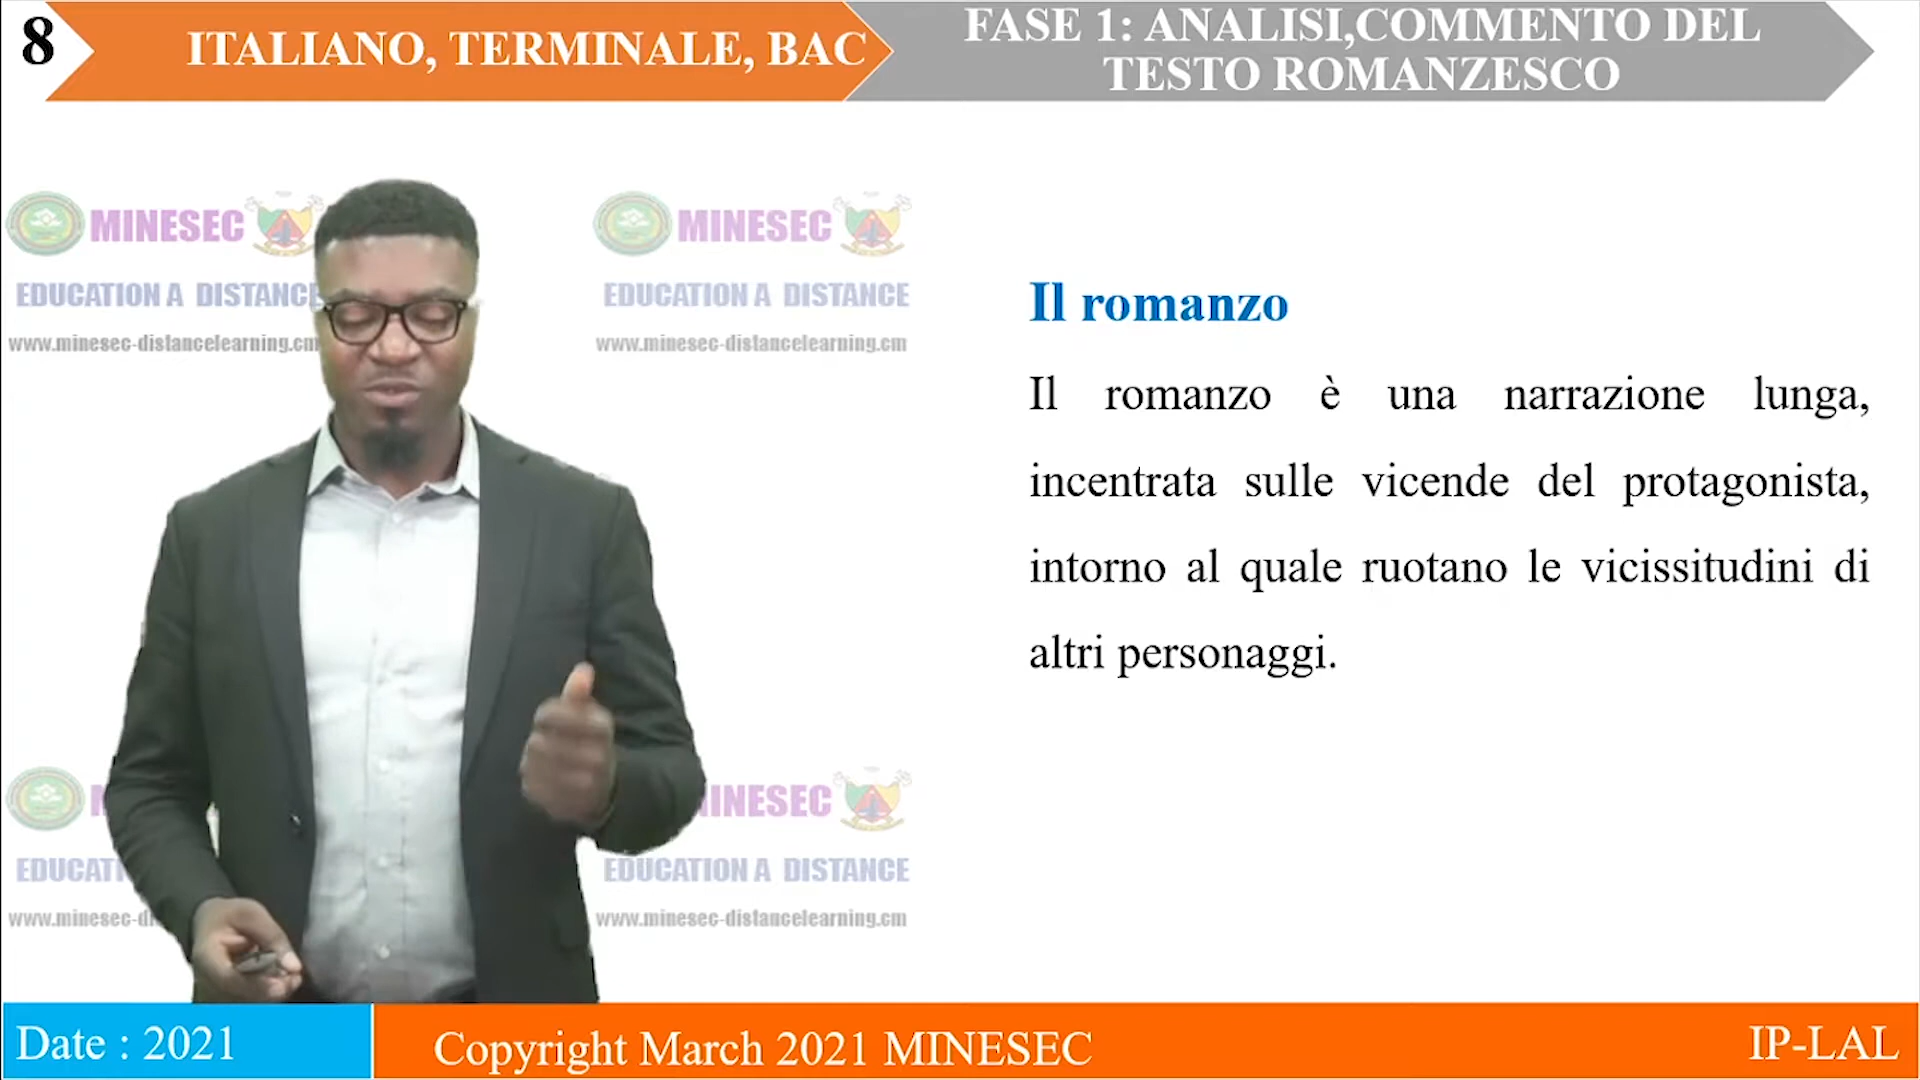 8
ITALIANO, TERMINALE, BAC
FASE 1: ANALISI,COMMENTO DEL
TESTO ROMANZESCO
MINESEC
EDUCATION A DISTANCE
www.minesec-distancelearning.cm
MINESEC
EDUCATION A DISTANCE
www.minesec-distancelearning.cm
Il romanzo
Il romanzo è una narrazione lunga,
incentrata sulle vicende del protagonista,
intorno al quale ruotano le vicissitudini di
altri personaggi.
MINESEC
EDUCATION A DISTANCE
www.minesec-distancelearning.cm
Date : 2021
Copyright March 2021 MINESEC
IP-LAL